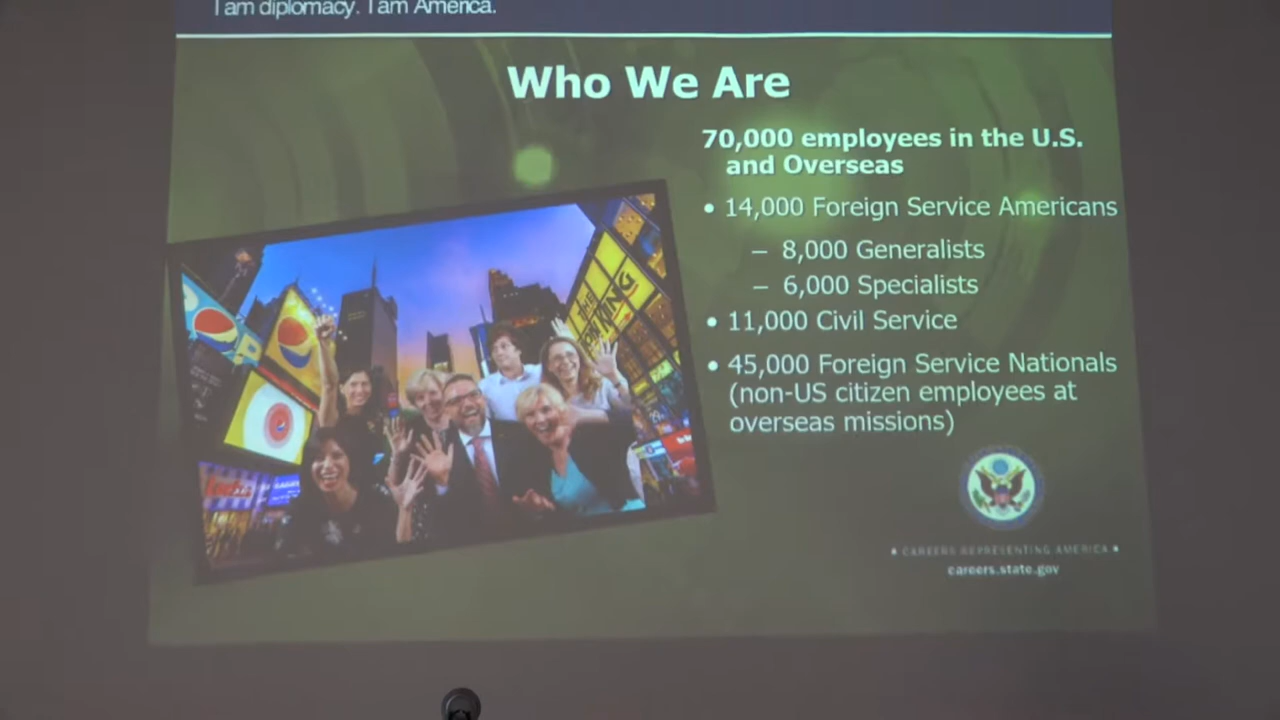 I am diplomacy. I am America.
Who We Are
70,000 employees in the U.S.
and Overseas
• 14,000 Foreign Service Americans
– 8,000 Generalists
– 6,000 Specialists
• 11,000 Civil Service
• 45,000 Foreign Service Nationals
(non-US citizen employees at
overseas missions)
THE
KING
• CAREERS REPRESENTING AMERICA •
careers.state.gov